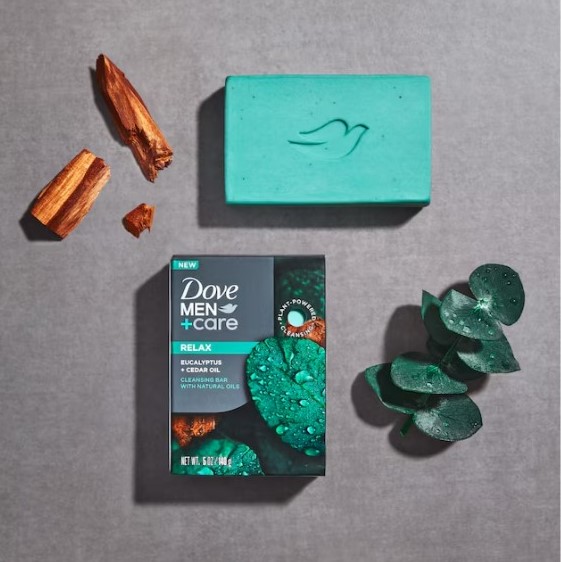 NEW
Dove
MEN
+care
PLANT-POWERED
CLEANSING
RELAX
EUCALYPTUS
+ CEDAR OIL
CLEANSING BAR
WITH NATURAL OILS
NET WT. 5 OZ/141 g